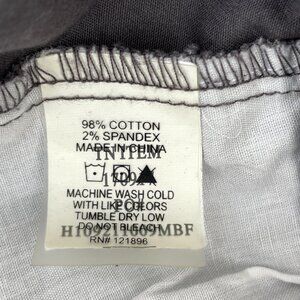 98% COTTON
2% SPANDEX
MADE IN CHINA
MACHINE WASH COLD
WITH LIKE COLORS
TUMBLE DRY LOW
DO NOT BLEACH
H109211609MBF
RN# 121896